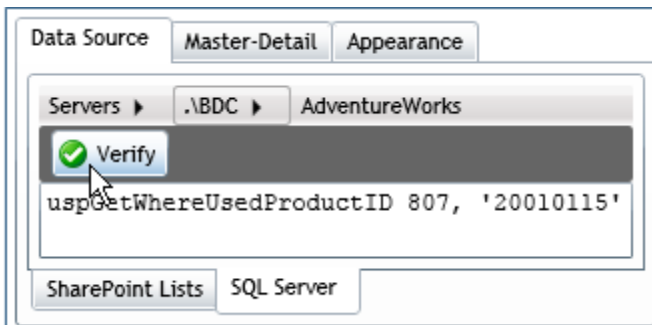 Data Source Master-Detail Appearance
Servers .\BDC AdventureWorks
Verify
uspGetWhereUsedProductID 807, '20010115'
SharePoint Lists SQL Server